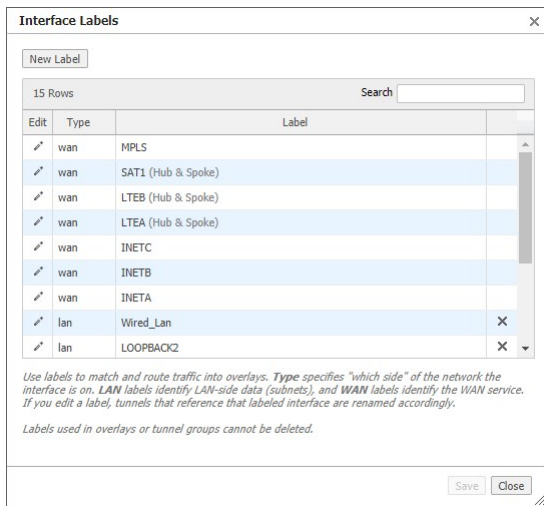 Interface Labels
New Label
15 Rows Search
Edit Type Label
wan MPLS
wan SAT1 (Hub & Spoke)
wan LTEB (Hub & Spoke)
wan LTEA (Hub & Spoke)
wan INETC
wan INETB
wan INETA
lan Wired_Lan
lan LOOPBACK2
Use labels to match and route traffic into overlays. Type specifies "which side" of the network the
interface is on. LAN labels identify LAN-side data (subnets), and WAN labels identify the WAN service.
If you edit a label, tunnels that reference that labeled interface are renamed accordingly.
Labels used in overlays or tunnel groups cannot be deleted.
Save Close